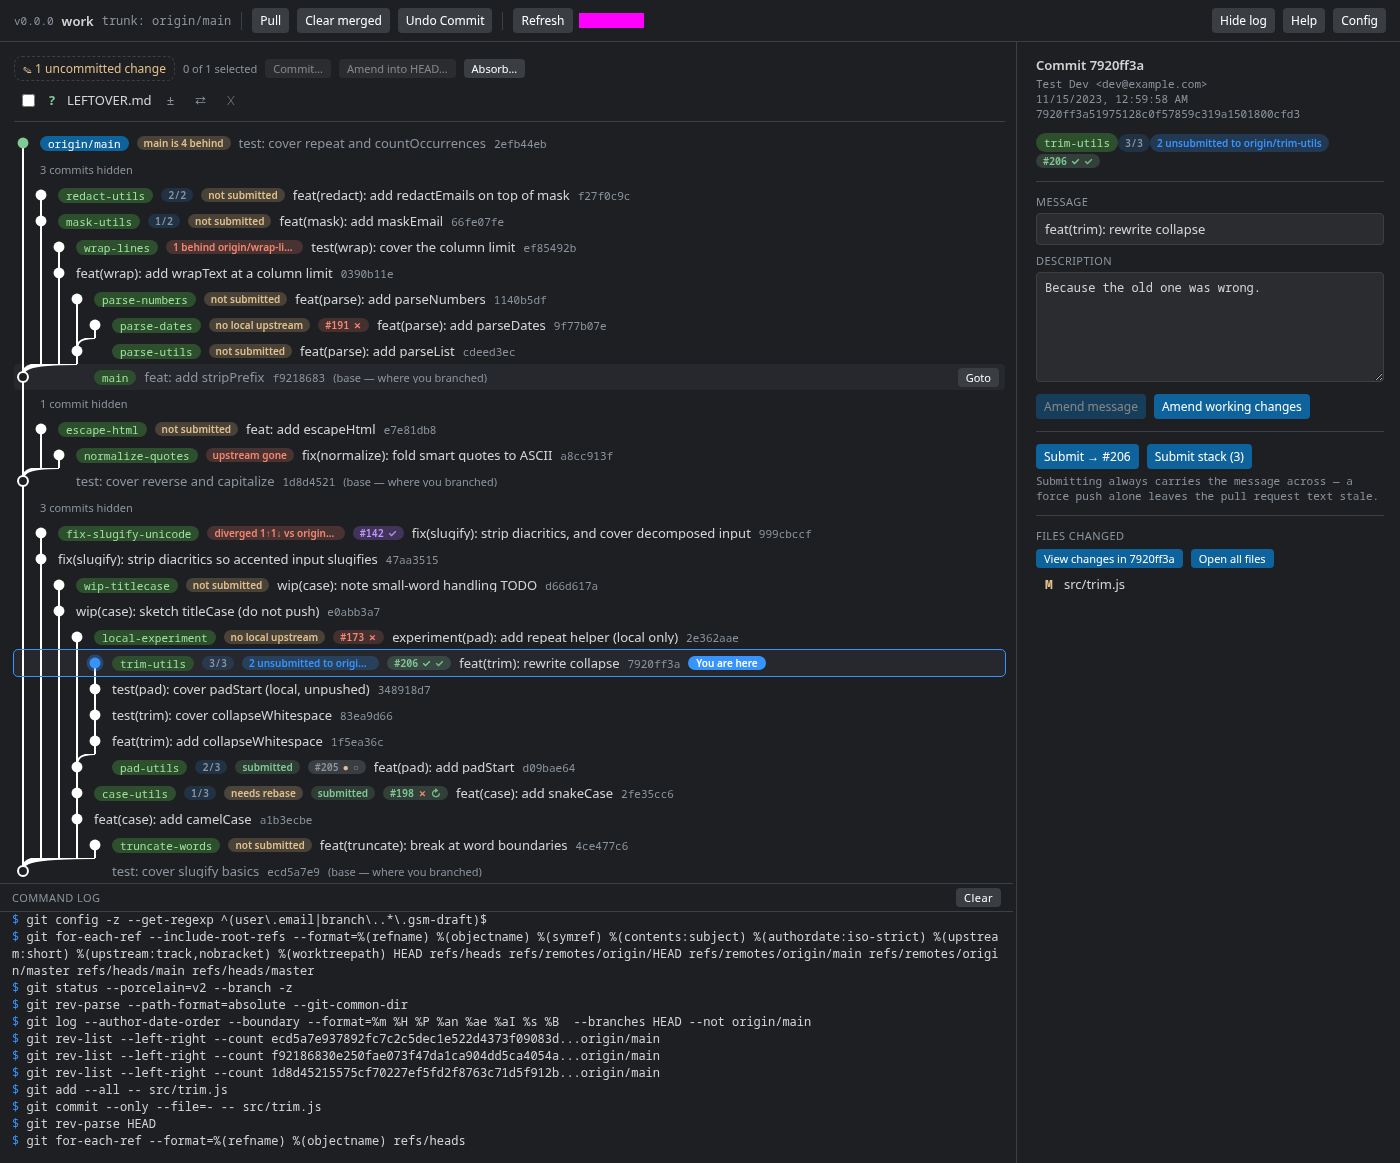 v0.0.0 work trunk: origin/main Pull Clear merged Undo Commit Refresh Hide log Help Config
✎ 1 uncommitted change 0 of 1 selected Commit… Amend into HEAD… Absorb…
? LEFTOVER.md ± ⇄ X
origin/main main is 4 behind test: cover repeat and countOccurrences 2efb44eb
3 commits hidden
redact-utils 2/2 not submitted feat(redact): add redactEmails on top of mask f27f0c9c
mask-utils 1/2 not submitted feat(mask): add maskEmail 66fe07fe
wrap-lines 1 behind origin/wrap-li… test(wrap): cover the column limit ef85492b
feat(wrap): add wrapText at a column limit 0390b11e
parse-numbers not submitted feat(parse): add parseNumbers 1140b5df
parse-dates no local upstream #191 × feat(parse): add parseDates 9f77b07e
parse-utils not submitted feat(parse): add parseList cdeed3ec
main feat: add stripPrefix f9218683 (base — where you branched) Goto
1 commit hidden
escape-html not submitted feat: add escapeHtml e7e81db8
normalize-quotes upstream gone fix(normalize): fold smart quotes to ASCII a8cc913f
test: cover reverse and capitalize 1d8d4521 (base — where you branched)
3 commits hidden
fix-slugify-unicode diverged 1↑1↓ vs origin… #142 ✓ fix(slugify): strip diacritics, and cover decomposed input 999cbccf
fix(slugify): strip diacritics so accented input slugifies 47aa3515
wip-titlecase not submitted wip(case): note small-word handling TODO d66d617a
wip(case): sketch titleCase (do not push) e0abb3a7
local-experiment no local upstream #173 × experiment(pad): add repeat helper (local only) 2e362aae
trim-utils 3/3 2 unsubmitted to origi… #206 ✓ ✓ feat(trim): rewrite collapse 7920ff3a You are here
test(pad): cover padStart (local, unpushed) 348918d7
test(trim): cover collapseWhitespace 83ea9d66
feat(trim): add collapseWhitespace 1f5ea36c
pad-utils 2/3 submitted #205 ● ○ feat(pad): add padStart d09bae64
case-utils 1/3 needs rebase submitted #198 × ↻ feat(case): add snakeCase 2fe35cc6
feat(case): add camelCase a1b3ecbe
truncate-words not submitted feat(truncate): break at word boundaries 4ce477c6
test: cover slugify basics ecd5a7e9 (base — where you branched)
COMMAND LOG Clear
$ git config -z --get-regexp ^(user\.email|branch\..*\.gsm-draft)$
$ git for-each-ref --include-root-refs --format=%(refname) %(objectname) %(symref) %(contents:subject) %(authordate:iso-strict) %(upstrea
m:short) %(upstream:track,nobracket) %(worktreepath) HEAD refs/heads refs/remotes/origin/HEAD refs/remotes/origin/main refs/remotes/origi
n/master refs/heads/main refs/heads/master
$ git status --porcelain=v2 --branch -z
$ git rev-parse --path-format=absolute --git-common-dir
$ git log --author-date-order --boundary --format=%m %H %P %an %ae %aI %s %B --branches HEAD --not origin/main
$ git rev-list --left-right --count ecd5a7e937892fc7c2c5dec1e522d4373f09083d...origin/main
$ git rev-list --left-right --count f92186830e250fae073f47da1ca904dd5ca4054a...origin/main
$ git rev-list --left-right --count 1d8d45215575cf70227ef5fd2f8763c71d5f912b...origin/main
$ git add --all -- src/trim.js
$ git commit --only --file=- -- src/trim.js
$ git rev-parse HEAD
$ git for-each-ref --format=%(refname) %(objectname) refs/heads
Commit 7920ff3a
Test Dev <dev@example.com>
11/15/2023, 12:59:58 AM
7920ff3a51975128c0f57859c319a1501800cfd3
trim-utils 3/3 2 unsubmitted to origin/trim-utils
#206 ✓ ✓
MESSAGE
feat(trim): rewrite collapse
DESCRIPTION
Because the old one was wrong.
Amend message Amend working changes
Submit → #206 Submit stack (3)
Submitting always carries the message across — a
force push alone leaves the pull request text stale.
FILES CHANGED
View changes in 7920ff3a Open all files
M src/trim.js